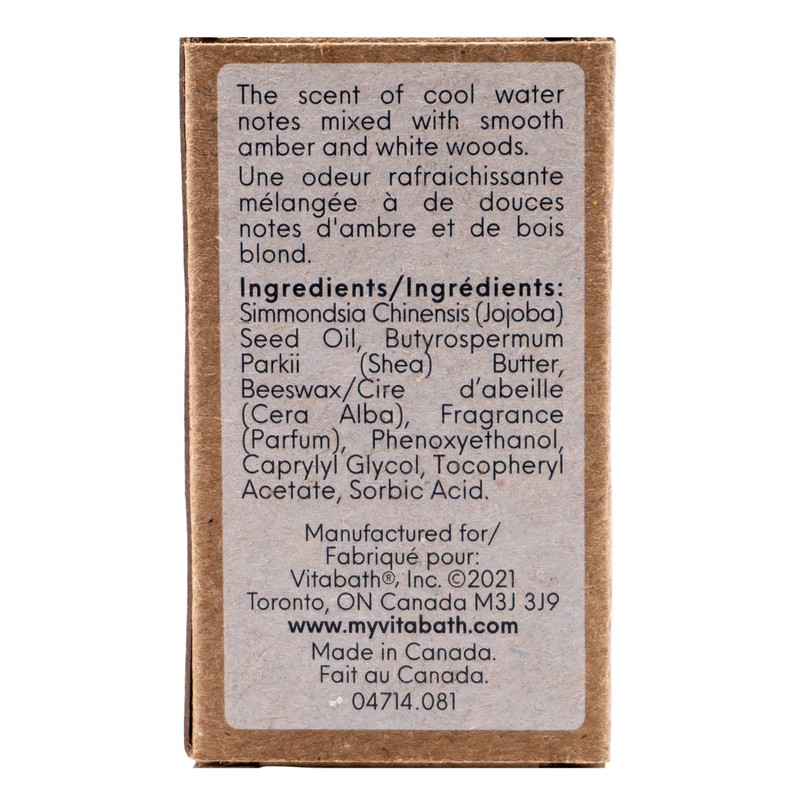 The scent of cool water
notes mixed with smooth
amber and white woods.
Une odeur rafraichissante
mélangée à de douces
notes d'ambre et de bois
blond.
Ingredients/Ingrédients:
Simmondsia Chinensis (Jojoba)
Seed Oil, Butyrospermum
Parkii (Shea) Butter,
Beeswax/Cire d'abeille
(Cera Alba), Fragrance
(Parfum), Phenoxyethanol,
Caprylyl Glycol, Tocopheryl
Acetate, Sorbic Acid.
Manufactured for/
Fabriqué pour:
Vitabath®, Inc. ©2021
Toronto, ON Canada M3J 3J9
www.myvitabath.com
Made in Canada.
Fait au Canada.
04714.081